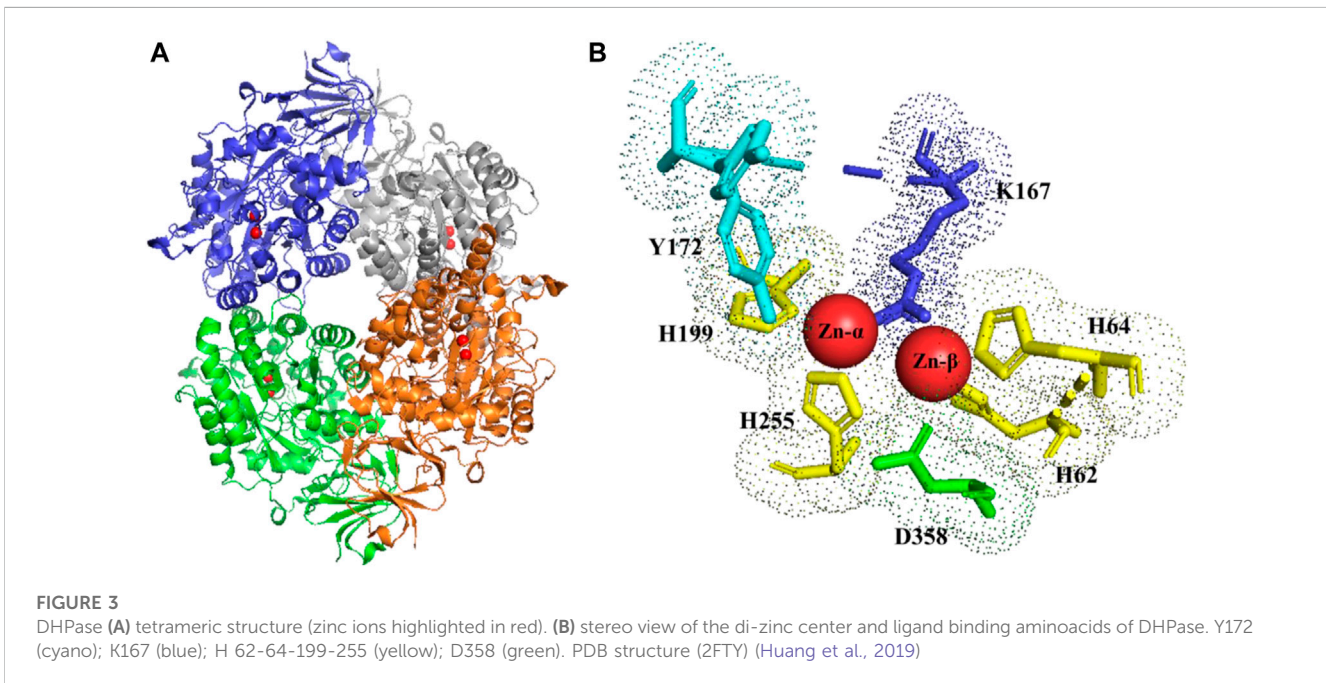 A
B
K167
Y172
H199
Zn-α
Zn-β
H64
H255
H62
D358
FIGURE 3
DHPase (A) tetrameric structure (zinc ions highlighted in red). (B) stereo view of the di-zinc center and ligand binding aminoacids of DHPase. Y172
(cyano); K167 (blue); H 62-64-199-255 (yellow); D358 (green). PDB structure (2FTY) (Huang et al., 2019)